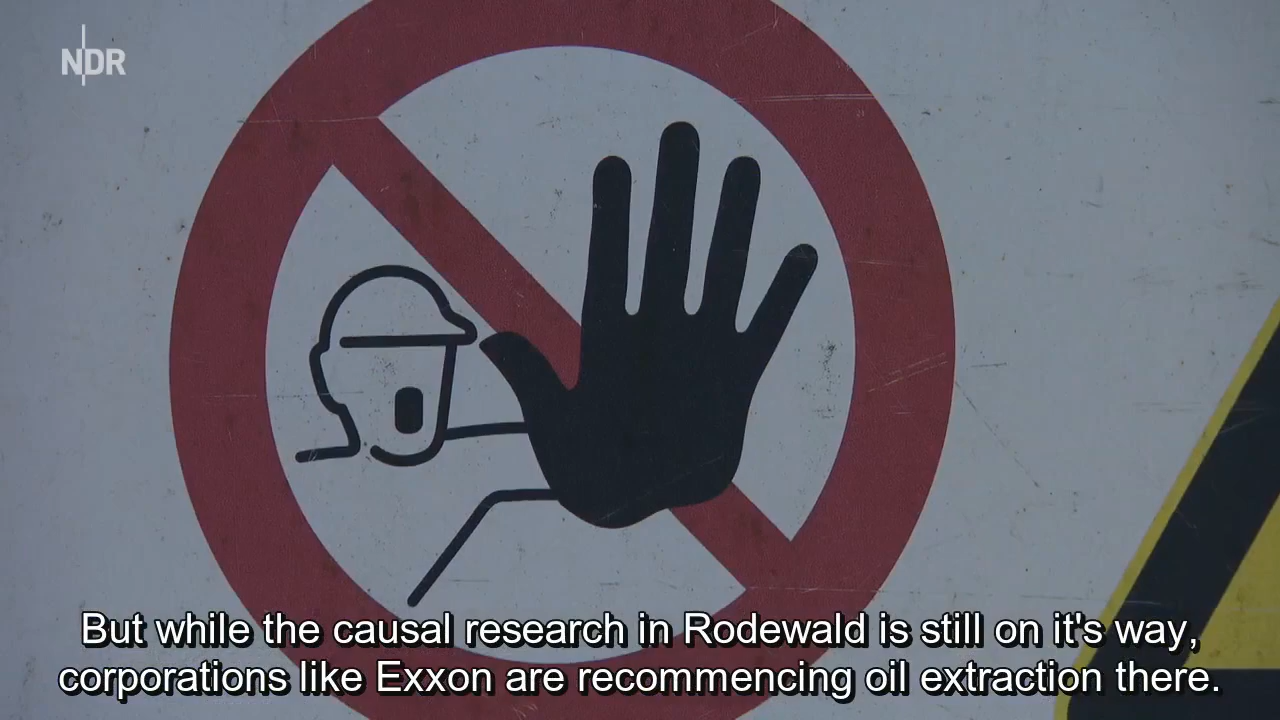 NDR
But while the causal research in Rodewald is still on it's way,
corporations like Exxon are recommencing oil extraction there.